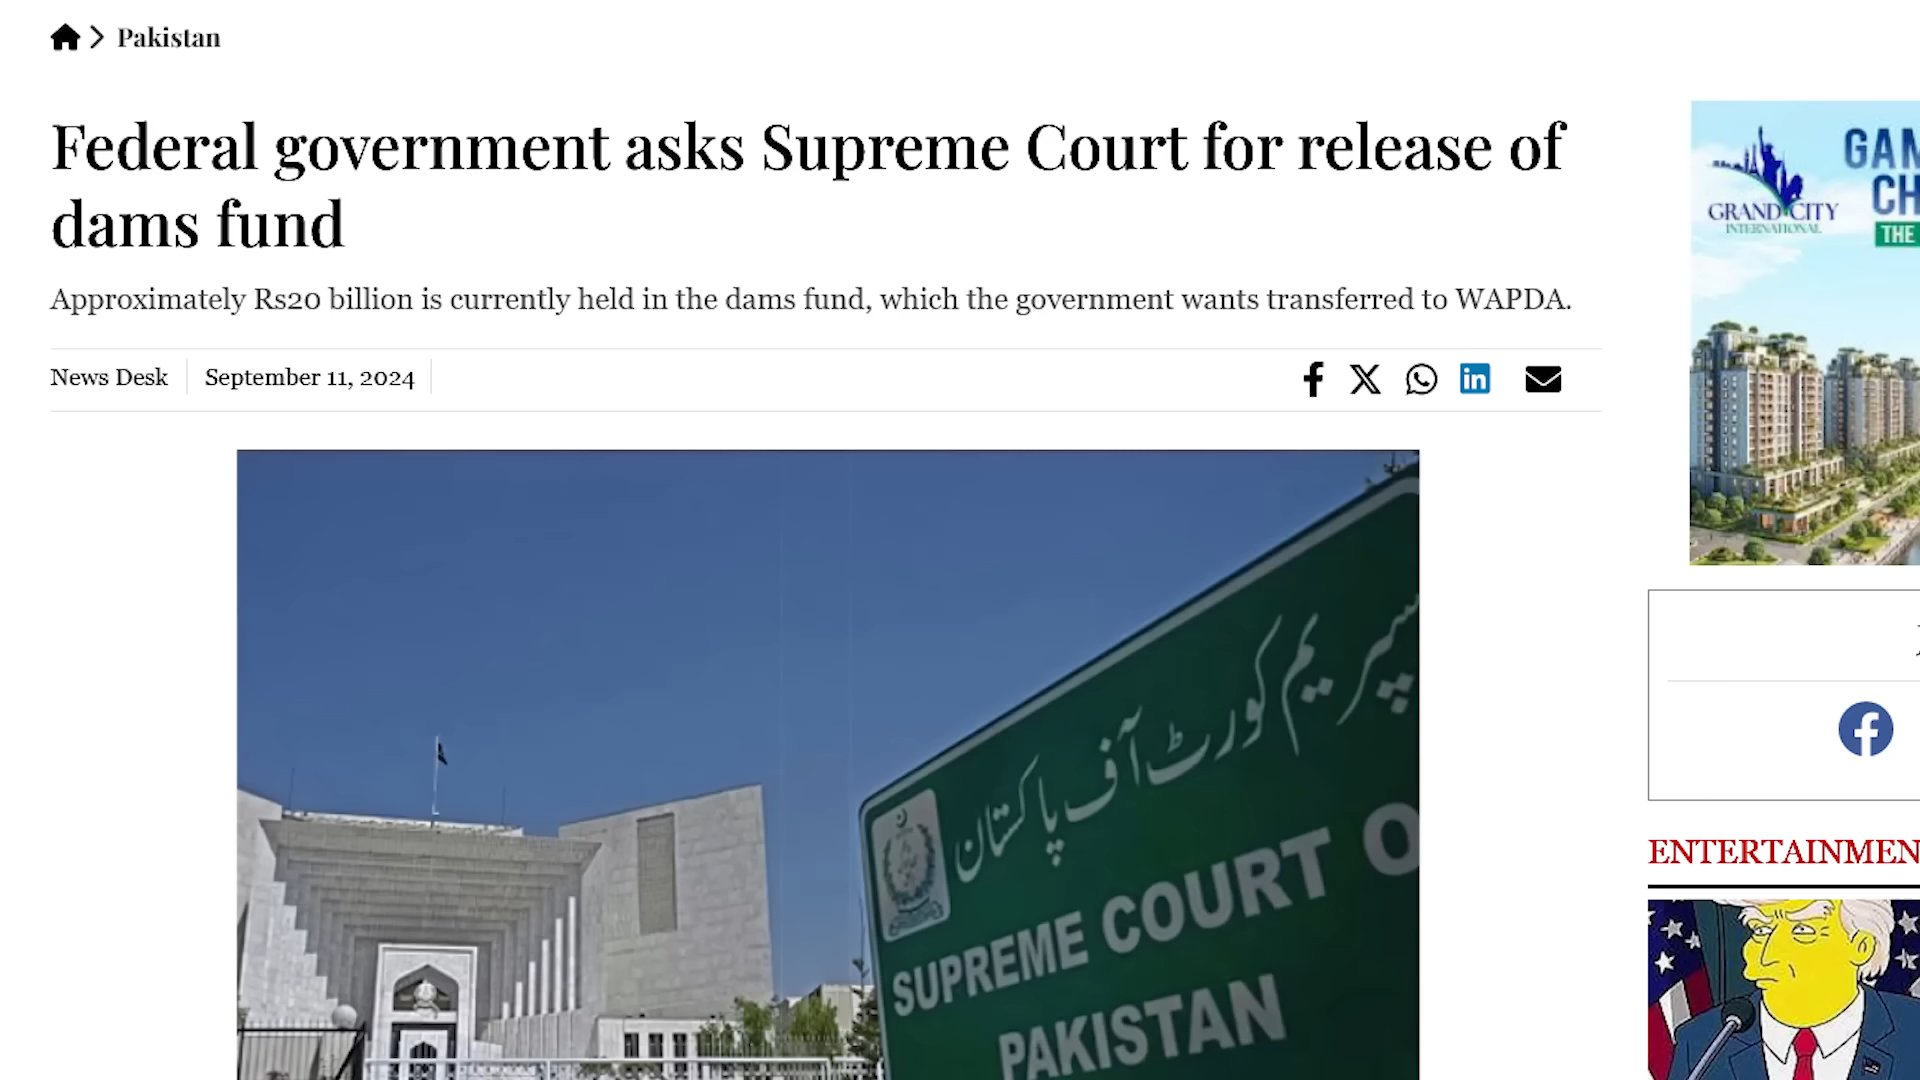 Pakistan
Federal government asks Supreme Court for release of
dams fund
Approximately Rs20 billion is currently held in the dams fund, which the government wants transferred to WAPDA.
News Desk
September 11, 2024
in
GRAND CITY
INTERNATIONAL
GAM
CH
THE
سپریم کورٹ آف پاکستان
SUPREME COURT O
PAKISTAN
ENTERTAINMEN